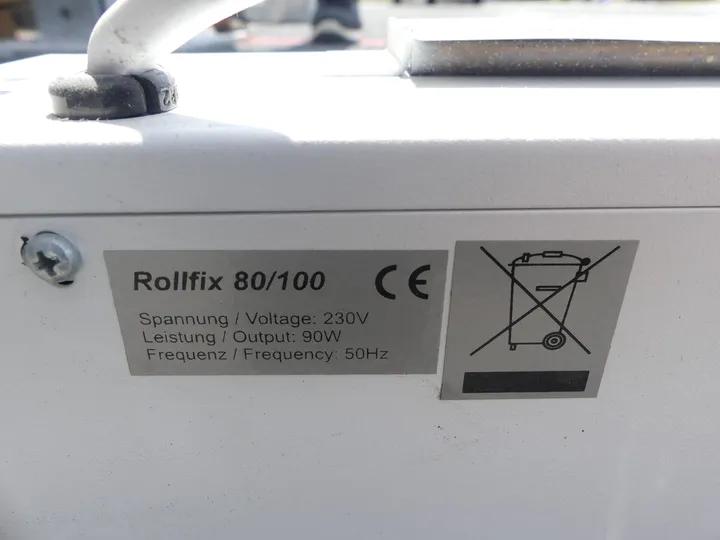 Rollfix 80/100 CE
Spannung / Voltage: 230V
Leistung / Output: 90W
Frequenz / Frequency: 50Hz